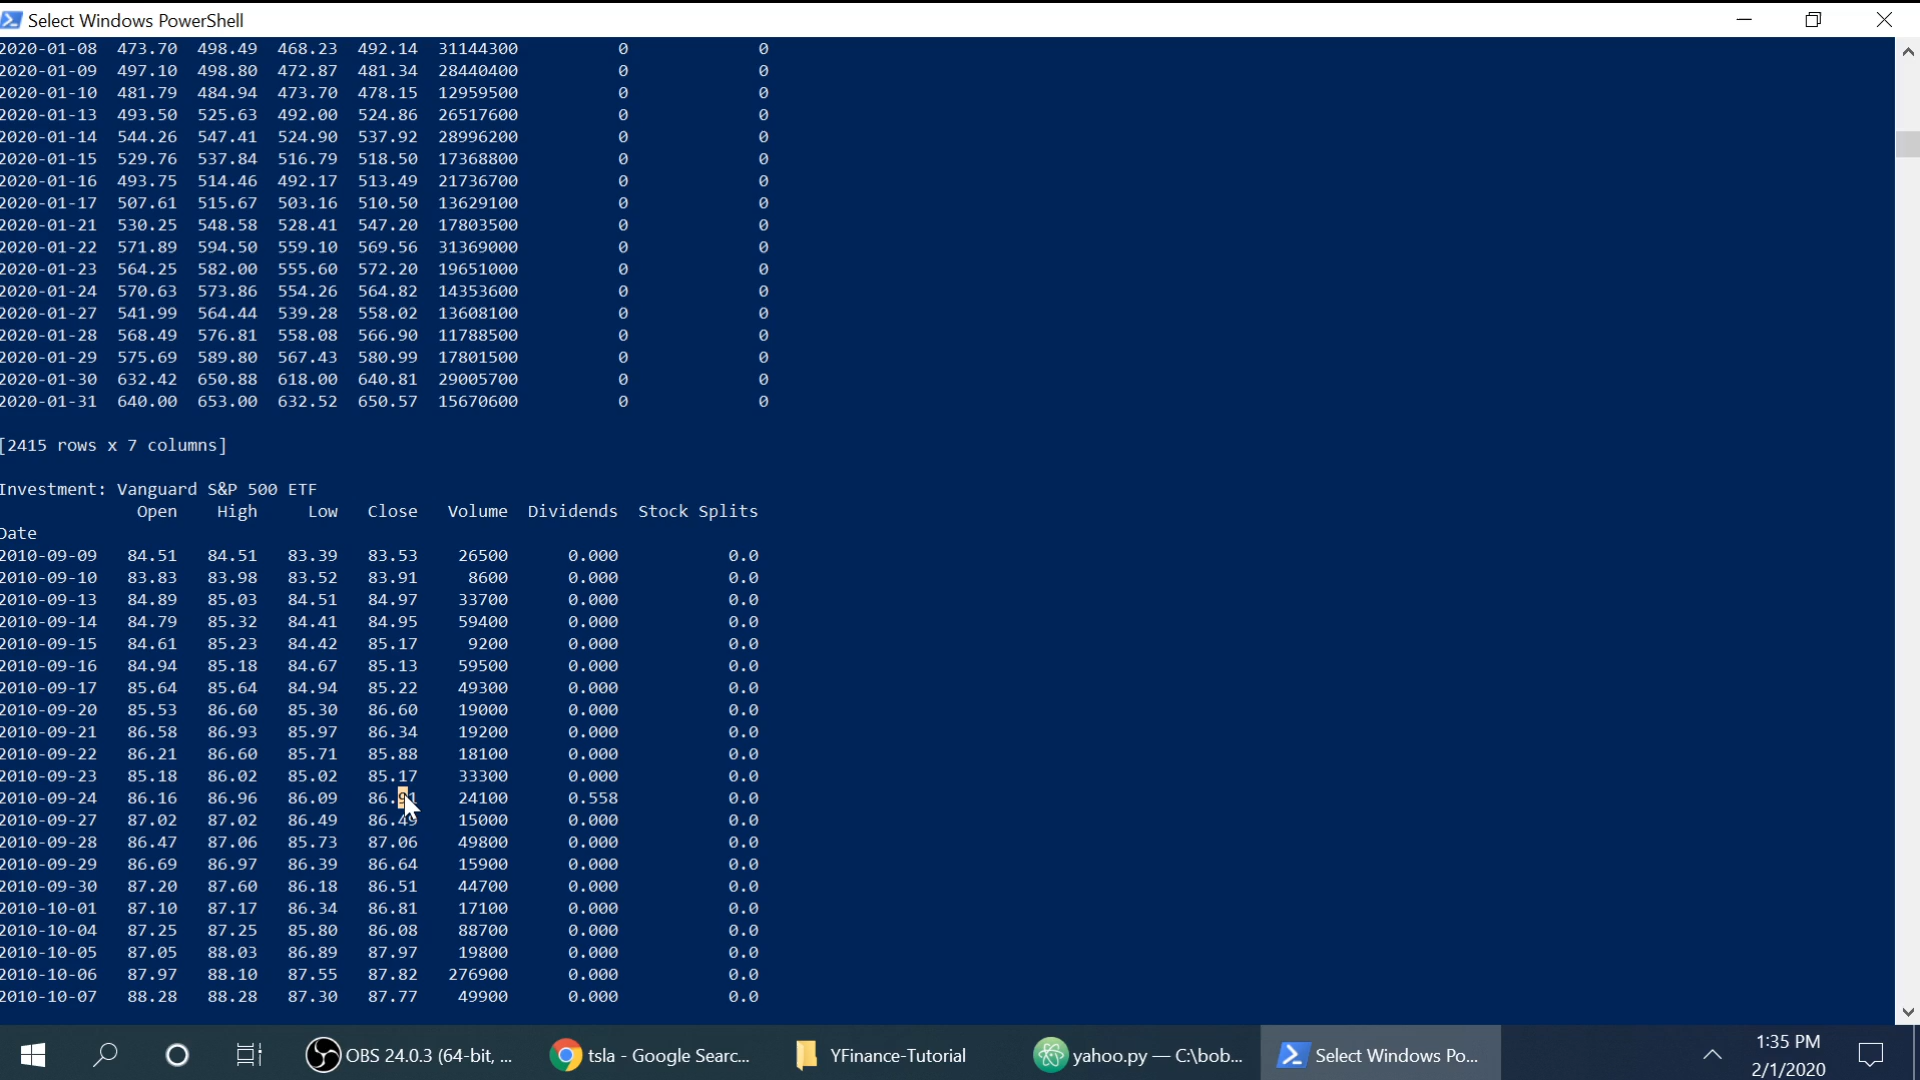 Select Windows PowerShell
2020-01-08 473.70 498.49 468.23 492.14 31144300 0 0
2020-01-09 497.10 498.80 472.87 481.34 28440400 0 0
2020-01-10 481.79 484.94 473.70 478.15 12959500 0 0
2020-01-13 493.50 525.63 492.00 524.86 26517600 0 0
2020-01-14 544.26 547.41 524.90 537.92 28996200 0 0
2020-01-15 529.76 537.84 516.79 518.50 17368800 0 0
2020-01-16 493.75 514.46 492.17 513.49 21736700 0 0
2020-01-17 507.61 515.67 503.16 510.50 13629100 0 0
2020-01-21 530.25 548.58 528.41 547.20 17803500 0 0
2020-01-22 571.89 594.50 559.10 569.56 31369000 0 0
2020-01-23 564.25 582.00 555.60 572.20 19651000 0 0
2020-01-24 570.63 573.86 554.26 564.82 14353600 0 0
2020-01-27 541.99 564.44 539.28 558.02 13608100 0 0
2020-01-28 568.49 576.81 558.08 566.90 11788500 0 0
2020-01-29 575.69 589.80 567.43 580.99 17801500 0 0
2020-01-30 632.42 650.88 618.00 640.81 29005700 0 0
2020-01-31 640.00 653.00 632.52 650.57 15670600 0 0
[2415 rows x 7 columns]
Investment: Vanguard S&P 500 ETF
Open High Low Close Volume Dividends Stock Splits
Date
2010-09-09 84.51 84.51 83.39 83.53 26500 0.000 0.0
2010-09-10 83.83 83.98 83.52 83.91 8600 0.000 0.0
2010-09-13 84.89 85.03 84.51 84.97 33700 0.000 0.0
2010-09-14 84.79 85.32 84.41 84.95 59400 0.000 0.0
2010-09-15 84.61 85.23 84.42 85.17 9200 0.000 0.0
2010-09-16 84.94 85.18 84.67 85.13 59500 0.000 0.0
2010-09-17 85.64 85.64 84.94 85.22 49300 0.000 0.0
2010-09-20 85.53 86.60 85.30 86.60 19000 0.000 0.0
2010-09-21 86.58 86.93 85.97 86.34 19200 0.000 0.0
2010-09-22 86.21 86.60 85.71 85.88 18100 0.000 0.0
2010-09-23 85.18 86.02 85.02 85.17 33300 0.000 0.0
2010-09-24 86.16 86.96 86.09 86.91 24100 0.558 0.0
2010-09-27 87.02 87.02 86.49 86.49 15000 0.000 0.0
2010-09-28 86.47 87.06 85.73 87.06 49800 0.000 0.0
2010-09-29 86.69 86.97 86.39 86.64 15900 0.000 0.0
2010-09-30 87.20 87.60 86.18 86.51 44700 0.000 0.0
2010-10-01 87.10 87.17 86.34 86.81 17100 0.000 0.0
2010-10-04 87.25 87.25 85.80 86.08 88700 0.000 0.0
2010-10-05 87.05 88.03 86.89 87.97 19800 0.000 0.0
2010-10-06 87.97 88.10 87.55 87.82 276900 0.000 0.0
2010-10-07 88.28 88.28 87.30 87.77 49900 0.000 0.0
OBS 24.0.3 (64-bit, ... tsla - Google Searc... YFinance-Tutorial yahoo.py — C:\bob... Select Windows Po... 1:35 PM
2/1/2020